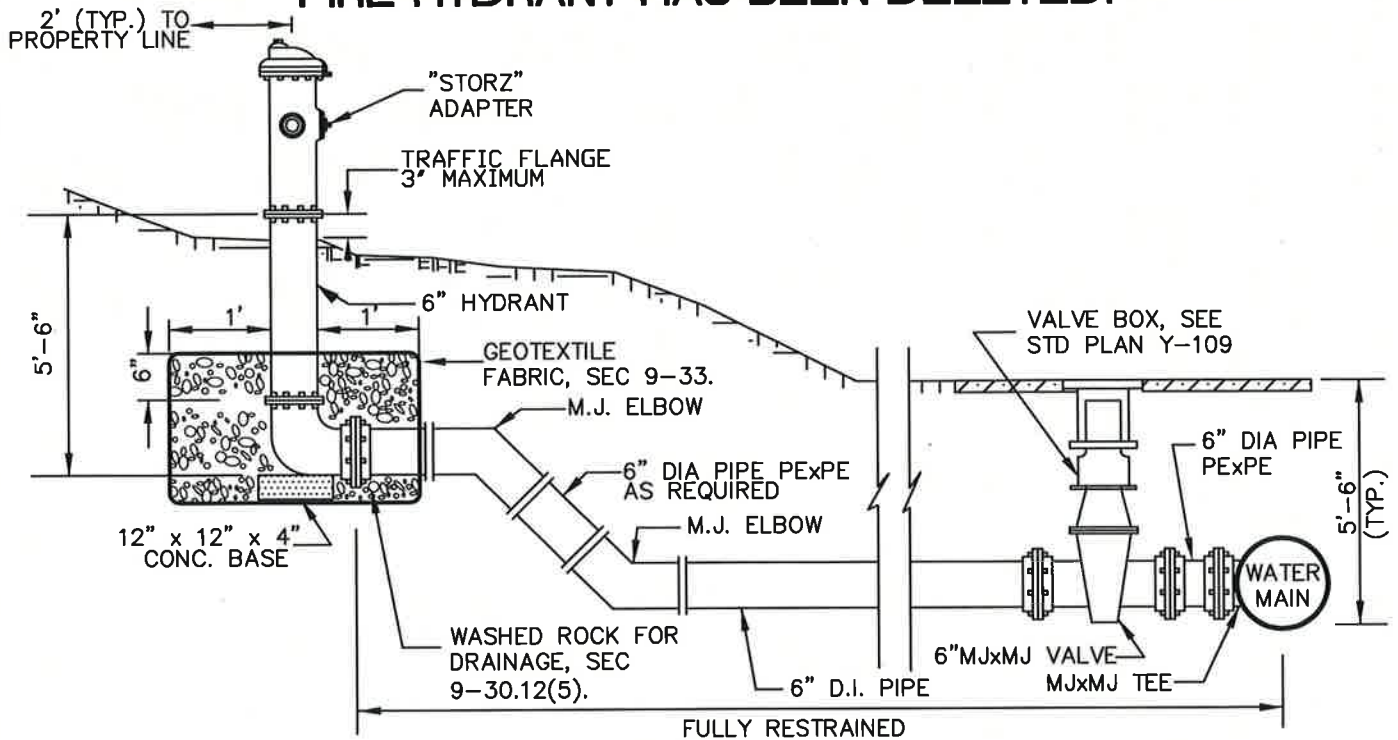 FIRE HYDRANT HAS BEEN DELETED.
2' (TYP.) TO
PROPERTY LINE
"STORZ"
ADAPTER
TRAFFIC FLANGE
3" MAXIMUM
6" HYDRANT
1'
1'
5'-6"
6"
GEOTEXTILE
FABRIC, SEC 9-33.
VALVE BOX, SEE
STD PLAN Y-109
M.J. ELBOW
6" DIA PIPE PExPE
AS REQUIRED
6" DIA PIPE
PExPE
M.J. ELBOW
5'-6"
(TYP.)
12" x 12" x 4"
CONC. BASE
WATER
MAIN
WASHED ROCK FOR
DRAINAGE, SEC
9-30.12(5).
6"MJxMJ VALVE
MJxMJ TEE
6" D.I. PIPE
FULLY RESTRAINED